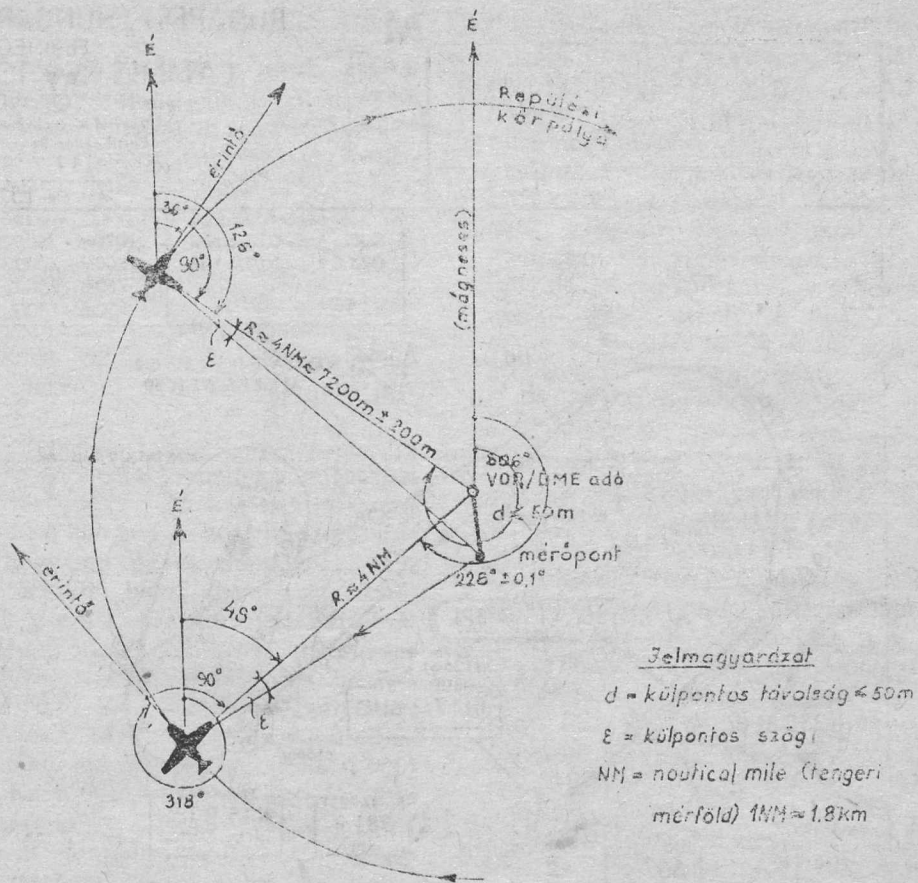 É
É
Repülési
körpálya
érintő
36°
126°
90°
(mágneses)
ε
R≈4NM≈7200m±200m
VOR/DME adó
d≤50m
mérőpont
228°±0,1°
R≈4NM
É
érintő
48°
90°
ε
318°
Jelmagyarázat
d = külpontos távolság ≤ 50m
ε = külpontos szög
NM = nautical mile (tengeri
mérföld) 1NM ≈ 1.8km